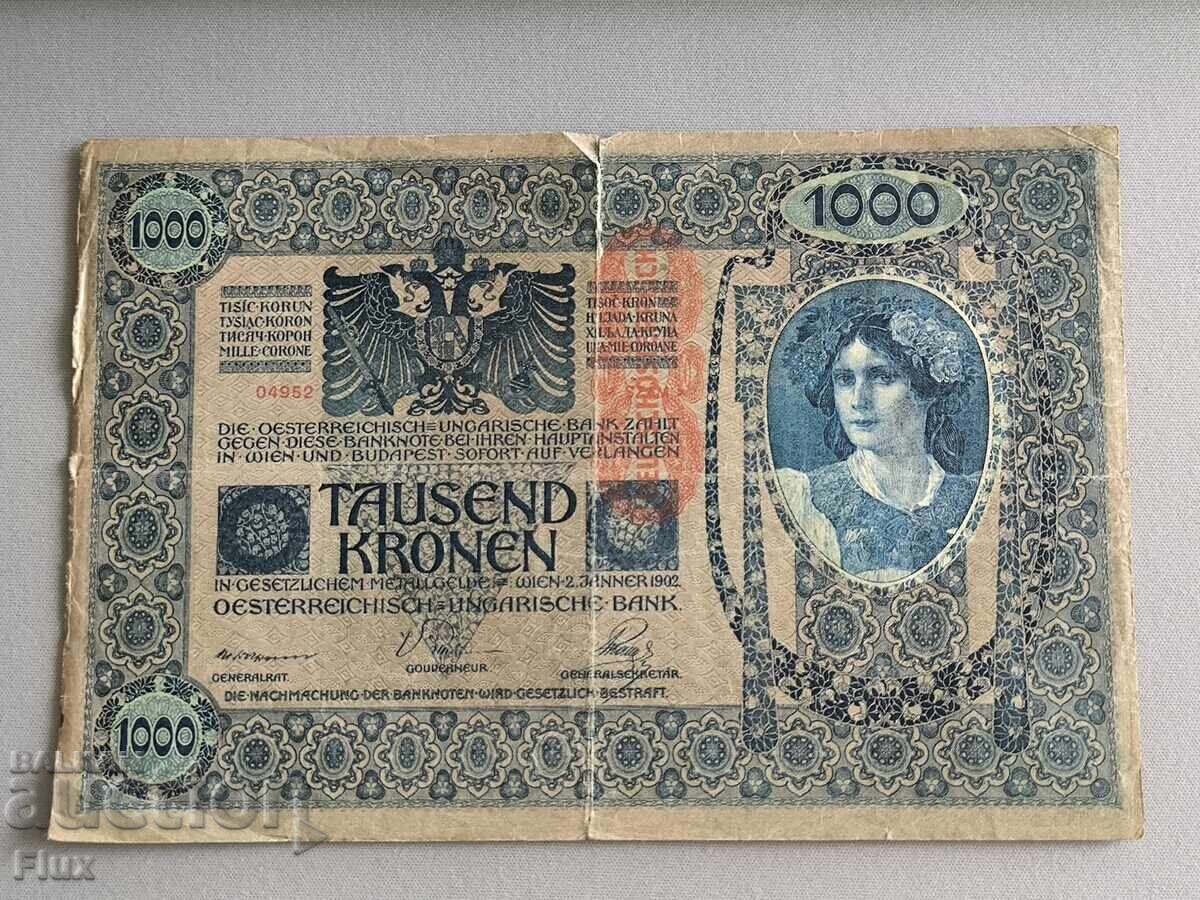 1000
1000
TISÍC·KORUN
TYSIĄC·KORON
ТИСЯЧ·КОРОН
MILLE·CORONE
TISOČ·KRON
HILJADA·KRUNA
ХИЉАДА·КРУНА
UNA·MIE·COROANE
04952
DIE·OESTERREICHISCH=UNGARISCHE·BANK·ZAHLT
GEGEN·DIESE·BANKNOTE·BEI·IHREN·HAUPTANSTALTEN
IN·WIEN·UND·BUDAPEST·SOFORT·AUF·VERLANGEN
TAUSEND
KRONEN
IN·GESETZLICHEM·METALLGELDE=WIEN·2.JÄNNER 1902.
OESTERREICHISCH=UNGARISCHE·BANK.
GENERALRAT.
GOUVERNEUR
GENERALSEKRETÄR.
DIE·NACHMACHUNG·DER·BANKNOTEN·WIRD·GESETZLICH·BESTRAFT.
1000
auction
Flux